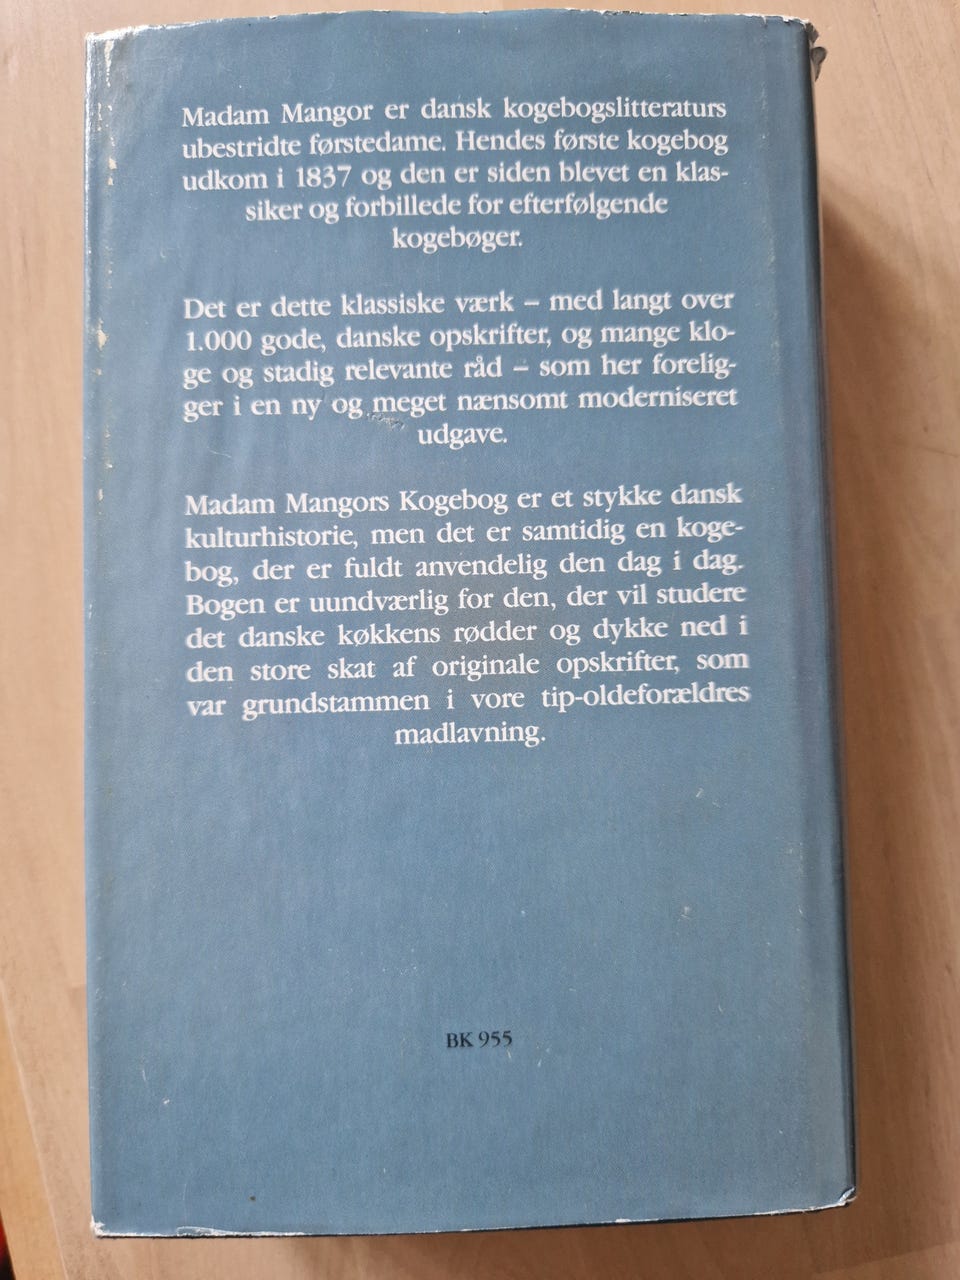 Madam Mangor er dansk kogebogslitteraturs
ubestridte førstedame. Hendes første kogebog
udkom i 1837 og den er siden blevet en klas-
siker og forbillede for efterfølgende
kogebøger.
Det er dette klassiske værk – med langt over
1.000 gode, danske opskrifter, og mange klo-
ge og stadig relevante råd – som her forelig-
ger i en ny og meget nænsomt moderniseret
udgave.
Madam Mangors Kogebog er et stykke dansk
kulturhistorie, men det er samtidig en koge-
bog, der er fuldt anvendelig den dag i dag.
Bogen er uundværlig for den, der vil studere
det danske køkkens rødder og dykke ned i
den store skat af originale opskrifter, som
var grundstammen i vore tip-oldeforældres
madlavning.
BK 955